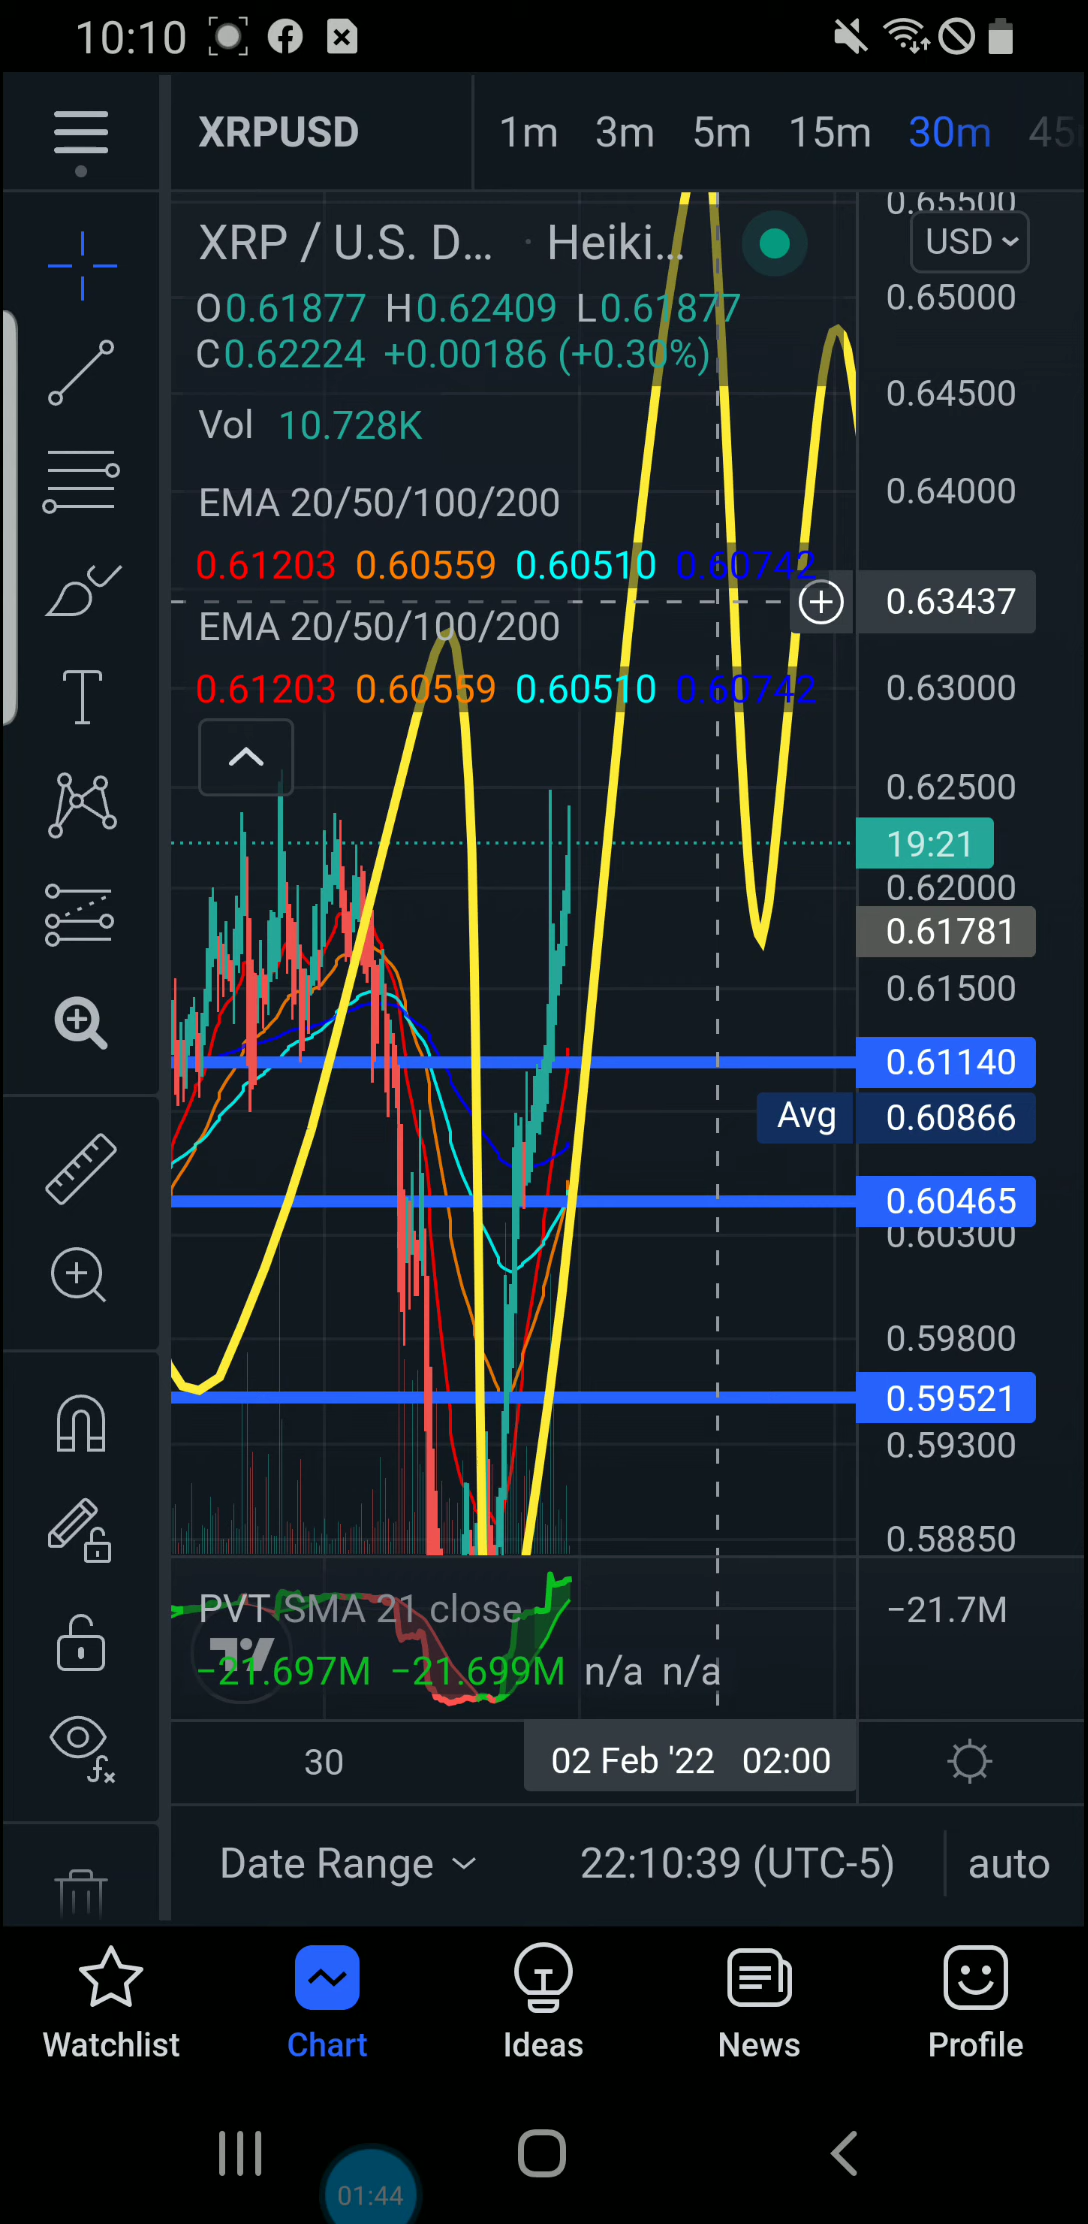 10:10
XRPUSD 1m 3m 5m 15m 30m 45
XRP / U.S. D... · Heiki...
USD
O0.61877 H0.62409 L0.61877
C0.62224 +0.00186 (+0.30%)
Vol 10.728K
EMA 20/50/100/200
0.61203 0.60559 0.60510 0.60742
EMA 20/50/100/200
0.61203 0.60559 0.60510 0.60742
0.65500
0.65000
0.64500
0.64000
0.63437
0.63000
0.62500
19:21
0.62000
0.61781
0.61500
0.61140
Avg 0.60866
0.60465
0.60300
0.59800
0.59521
0.59300
0.58850
PVT SMA 21 close
−21.697M −21.699M n/a n/a
−21.7M
30 02 Feb '22 02:00
Date Range 22:10:39 (UTC-5) auto
Watchlist Chart Ideas News Profile
01:44